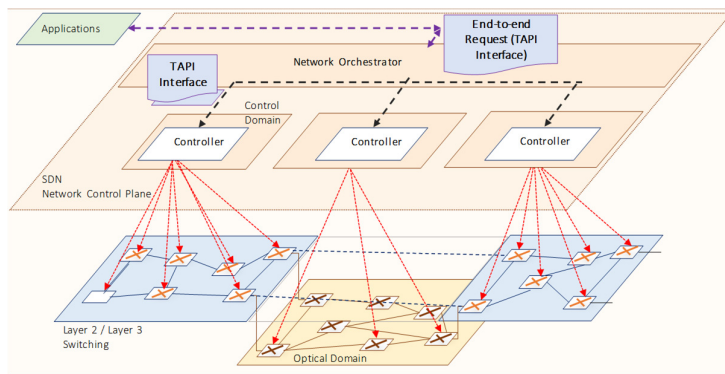 Applications
End-to-end
Request (TAPI
Interface)
Network Orchestrator
TAPI
Interface
Control
Domain
Controller
Controller
Controller
SDN
Network Control Plane
Layer 2 / Layer 3
Switching
Optical Domain